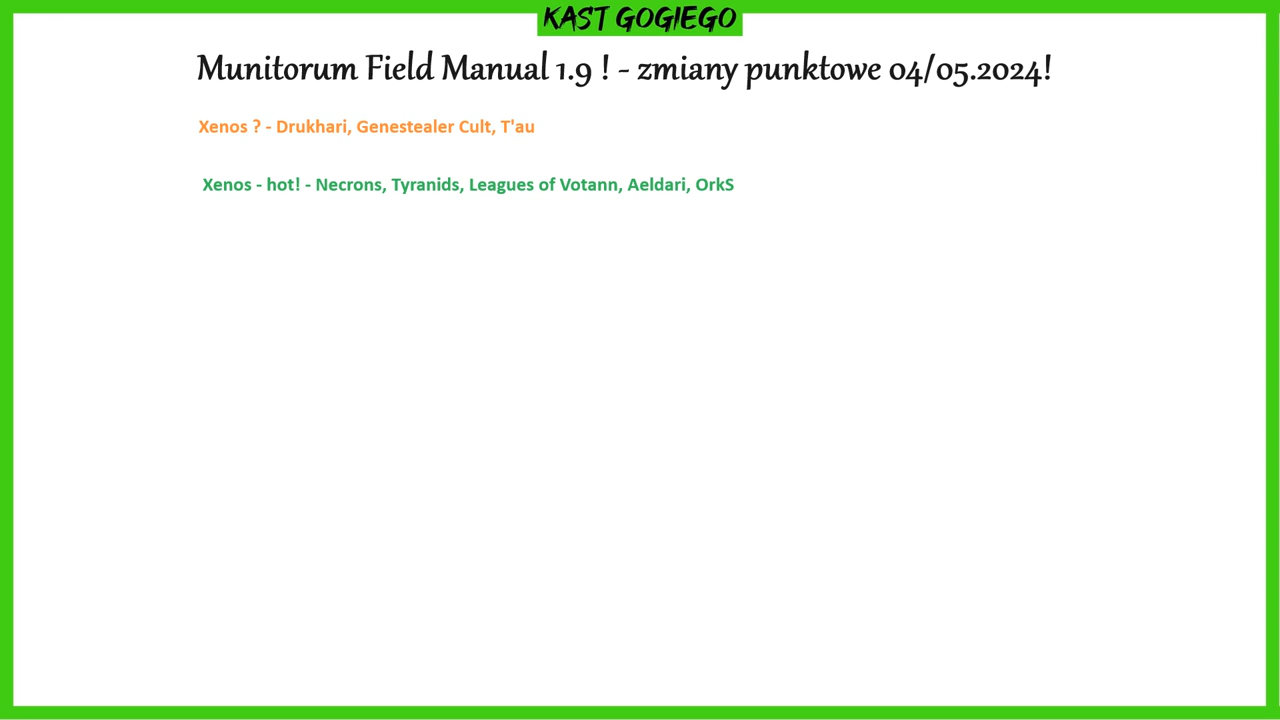 KAST GOGIEGO
Munitorum Field Manual 1.9 ! - zmiany punktowe 04/05.2024!
Xenos ? - Drukhari, Genestealer Cult, T'au
Xenos - hot! - Necrons, Tyranids, Leagues of Votann, Aeldari, OrkS